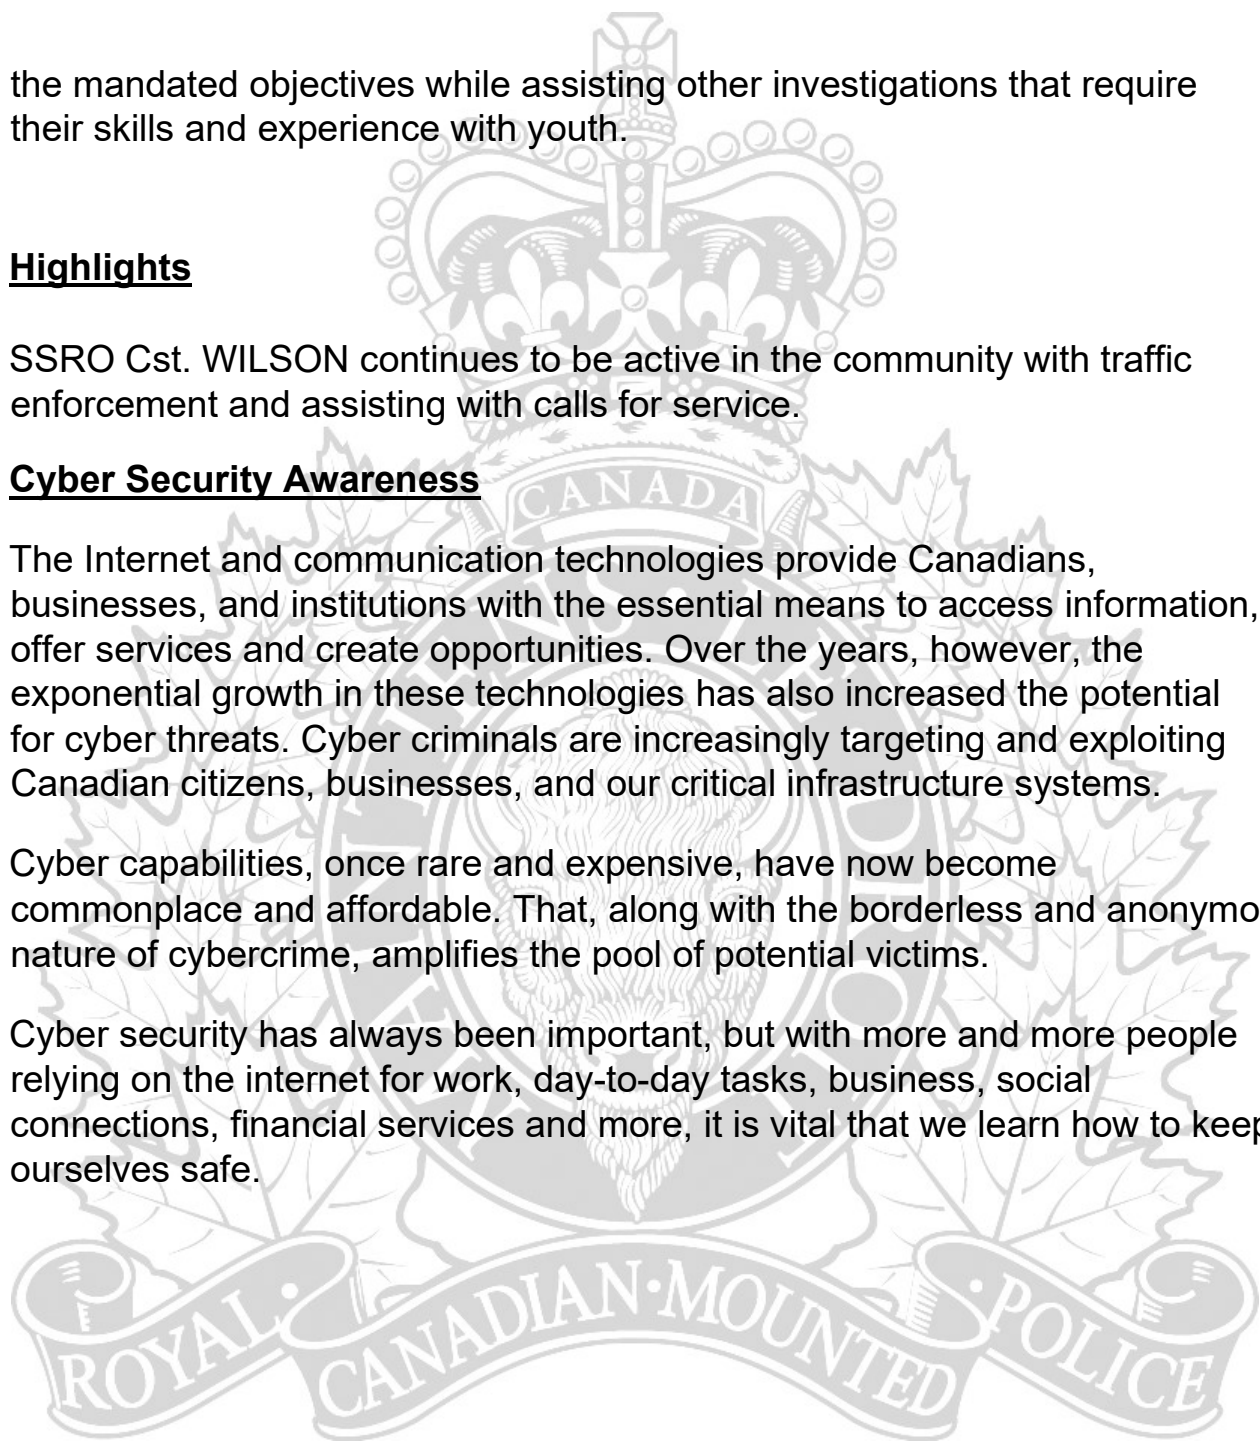 the mandated objectives while assisting other investigations that require
their skills and experience with youth.
Highlights
SSRO Cst. WILSON continues to be active in the community with traffic
enforcement and assisting with calls for service.
Cyber Security Awareness
The Internet and communication technologies provide Canadians,
businesses, and institutions with the essential means to access information,
offer services and create opportunities. Over the years, however, the
exponential growth in these technologies has also increased the potential
for cyber threats. Cyber criminals are increasingly targeting and exploiting
Canadian citizens, businesses, and our critical infrastructure systems.
Cyber capabilities, once rare and expensive, have now become
commonplace and affordable. That, along with the borderless and anonymo
nature of cybercrime, amplifies the pool of potential victims.
Cyber security has always been important, but with more and more people
relying on the internet for work, day-to-day tasks, business, social
connections, financial services and more, it is vital that we learn how to keep
ourselves safe.
CANADA
MAINTIENS LE DROIT
ROYAL · CANADIAN · MOUNTED · POLICE